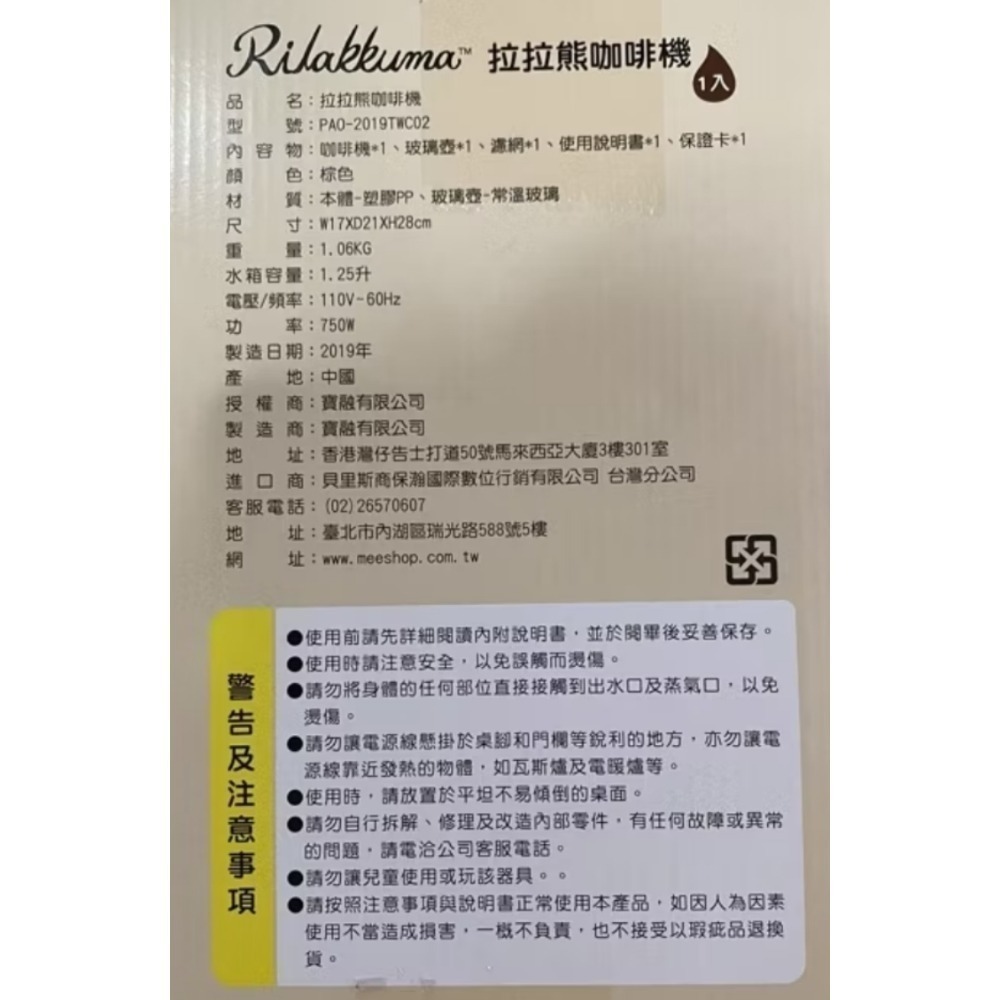 Rilakkuma™ 拉拉熊咖啡機 1入
品名：拉拉熊咖啡機
型號：PAO-2019TWC02
內容物：咖啡機*1、玻璃壺*1、濾網*1、使用說明書*1、保證卡*1
顏色：棕色
材質：本體-塑膠PP、玻璃壺-常溫玻璃
尺寸：W17XD21XH28cm
重量：1.06KG
水箱容量：1.25升
電壓/頻率：110V-60Hz
功率：750W
製造日期：2019年
產地：中國
授權商：寶融有限公司
製造商：寶融有限公司
地址：香港灣仔告士打道50號馬來西亞大廈3樓301室
進口商：貝里斯商保瀚國際數位行銷有限公司 台灣分公司
客服電話：(02)26570607
地址：臺北市內湖區瑞光路588號5樓
網址：www.meeshop.com.tw
警告及注意事項
●使用前請先詳細閱讀內附說明書，並於閱畢後妥善保存。
●使用時請注意安全，以免誤觸而燙傷。
●請勿將身體的任何部位直接接觸到出水口及蒸氣口，以免
燙傷。
●請勿讓電源線懸掛於桌腳和門欄等銳利的地方，亦勿讓電
源線靠近發熱的物體，如瓦斯爐及電暖爐等。
●使用時，請放置於平坦不易傾倒的桌面。
●請勿自行拆解、修理及改造內部零件，有任何故障或異常
的問題，請電洽公司客服電話。
●請勿讓兒童使用或玩該器具。。
●請按照注意事項與說明書正常使用本產品，如因人為因素
使用不當造成損害，一概不負責，也不接受以瑕疵品退換
貨。